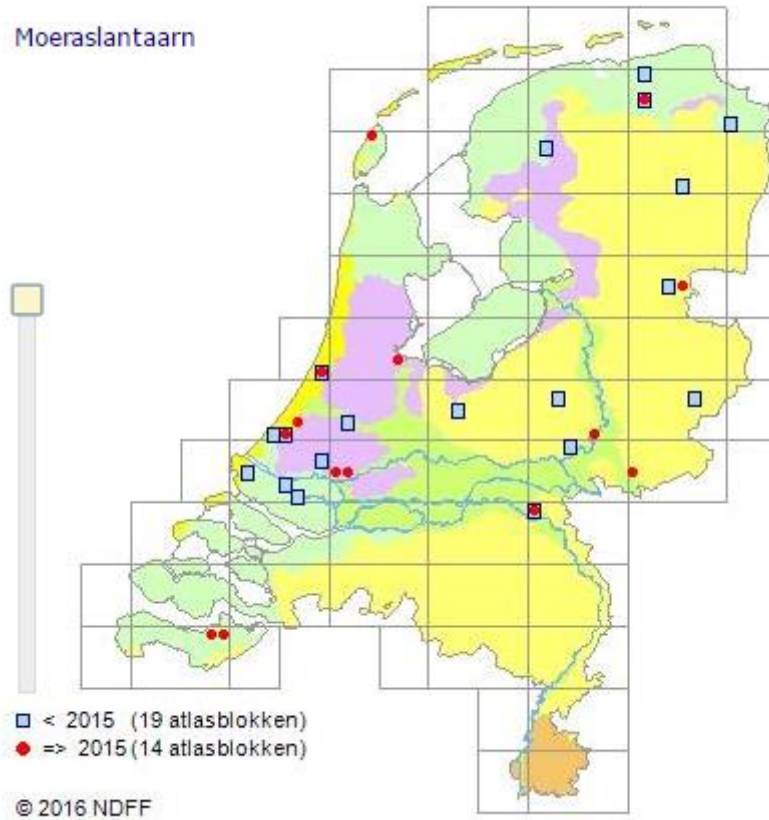 Moeraslantaarn
< 2015 (19 atlasblokken)
=> 2015 (14 atlasblokken)
© 2016 NDFF